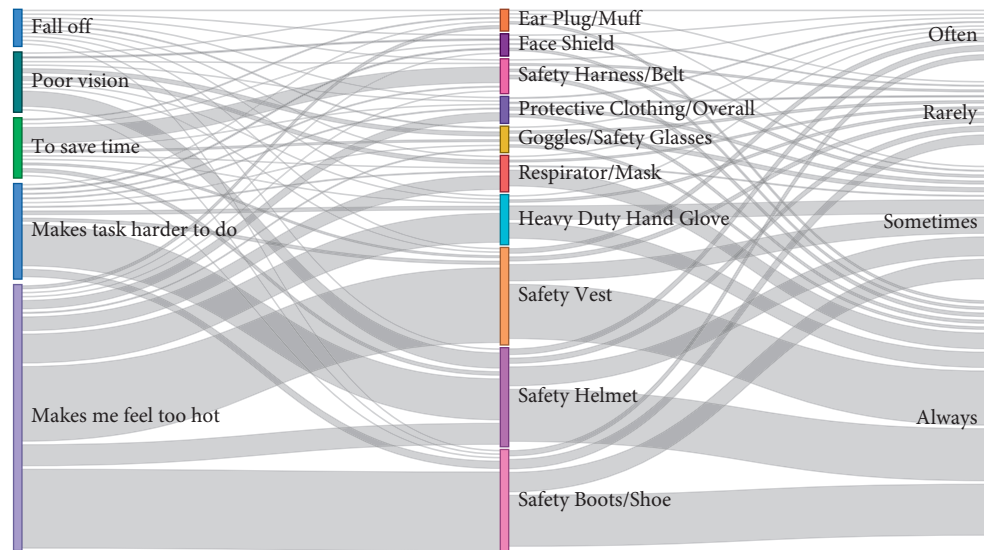 Fall off
Poor vision
To save time
Makes task harder to do
Makes me feel too hot
Ear Plug/Muff
Face Shield
Safety Harness/Belt
Protective Clothing/Overall
Goggles/Safety Glasses
Respirator/Mask
Heavy Duty Hand Glove
Safety Vest
Safety Helmet
Safety Boots/Shoe
Often
Rarely
Sometimes
Always